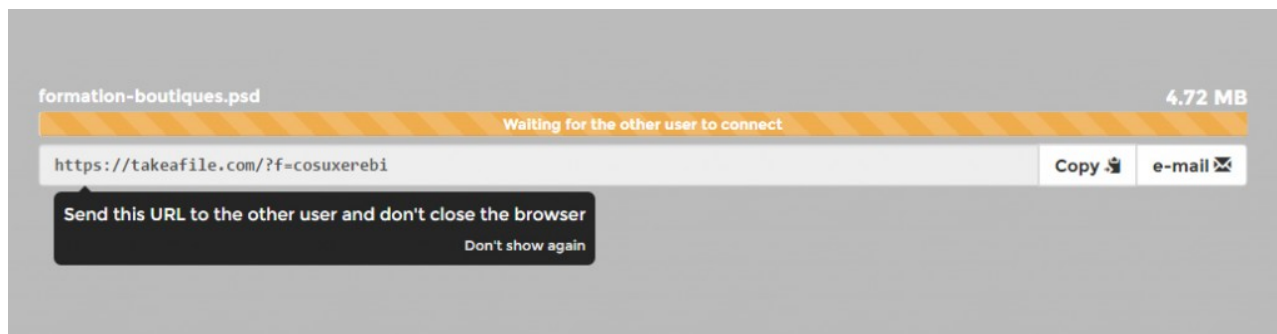 formation-boutiques.psd 4.72 MB
Waiting for the other user to connect
https://takeafile.com/?f=cosuxerebi Copy e-mail
Send this URL to the other user and don't close the browser
Don't show again